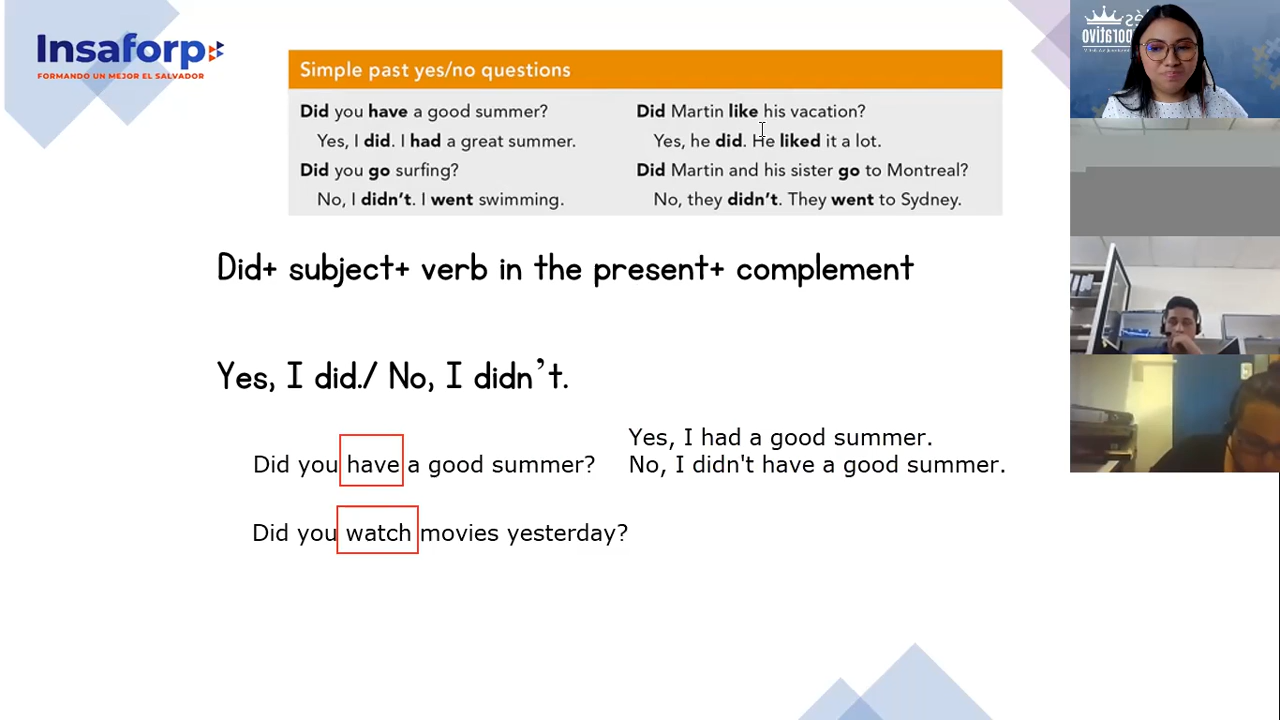 Insaforp
FORMANDO UN MEJOR EL SALVADOR
Simple past yes/no questions
Did you have a good summer?
Yes, I did. I had a great summer.
Did you go surfing?
No, I didn't. I went swimming.
Did Martin like his vacation?
Yes, he did. He liked it a lot.
Did Martin and his sister go to Montreal?
No, they didn't. They went to Sydney.
Did+ subject+ verb in the present+ complement
Yes, I did./ No, I didn't.
Did you have a good summer?
Yes, I had a good summer.
No, I didn't have a good summer.
Did you watch movies yesterday?